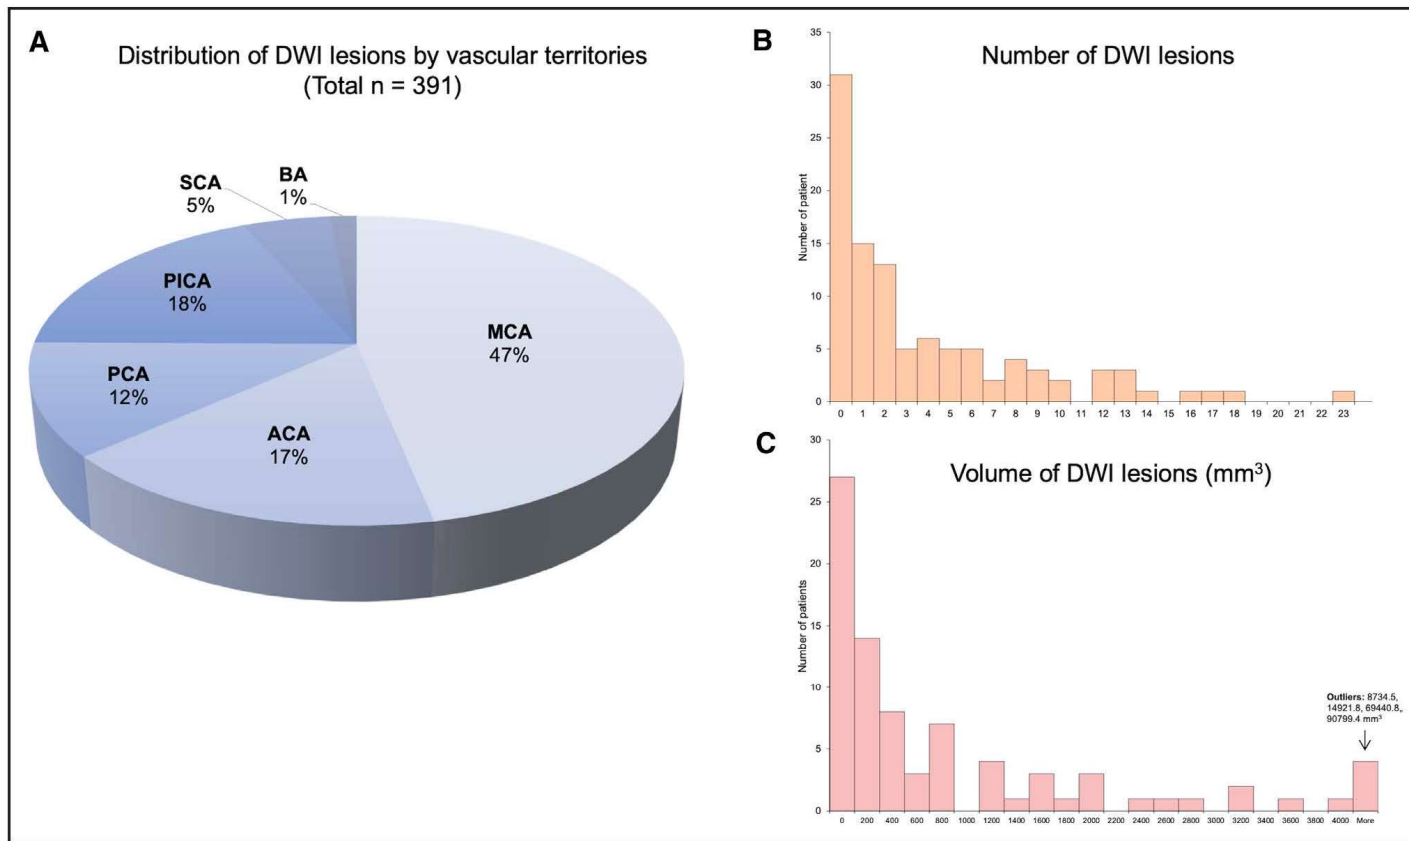 A
Distribution of DWI lesions by vascular territories
(Total n = 391)
SCA
5%
BA
1%
PICA
18%
MCA
47%
PCA
12%
ACA
17%
B
Number of DWI lesions
Number of patient
35
30
25
20
15
10
5
0
0 1 2 3 4 5 6 7 8 9 10 11 12 13 14 15 16 17 18 19 20 21 22 23
C
Volume of DWI lesions (mm³)
Number of patients
30
25
20
15
10
5
0
Outliers: 8734.5,
14921.8, 69440.8,,
90799.4 mm³
0 200 400 600 800 1000 1200 1400 1600 1800 2000 2200 2400 2600 2800 3000 3200 3400 3600 3800 4000 More